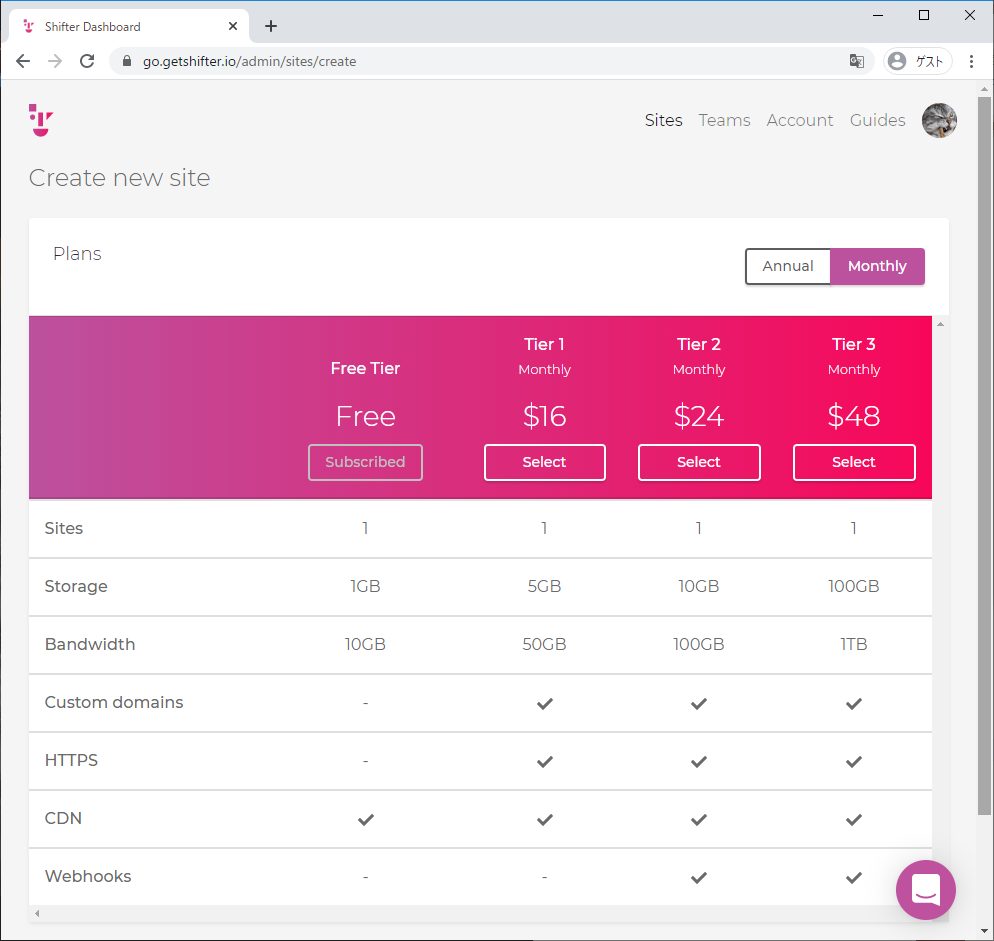 Shifter Dashboard
go.getshifter.io/admin/sites/create
ゲスト
Sites Teams Account Guides
Create new site
Plans
Annual Monthly
Free Tier Tier 1 Tier 2 Tier 3
Monthly Monthly Monthly
Free $16 $24 $48
Subscribed Select Select Select
Sites 1 1 1 1
Storage 1GB 5GB 10GB 100GB
Bandwidth 10GB 50GB 100GB 1TB
Custom domains -
HTTPS -
CDN
Webhooks - -